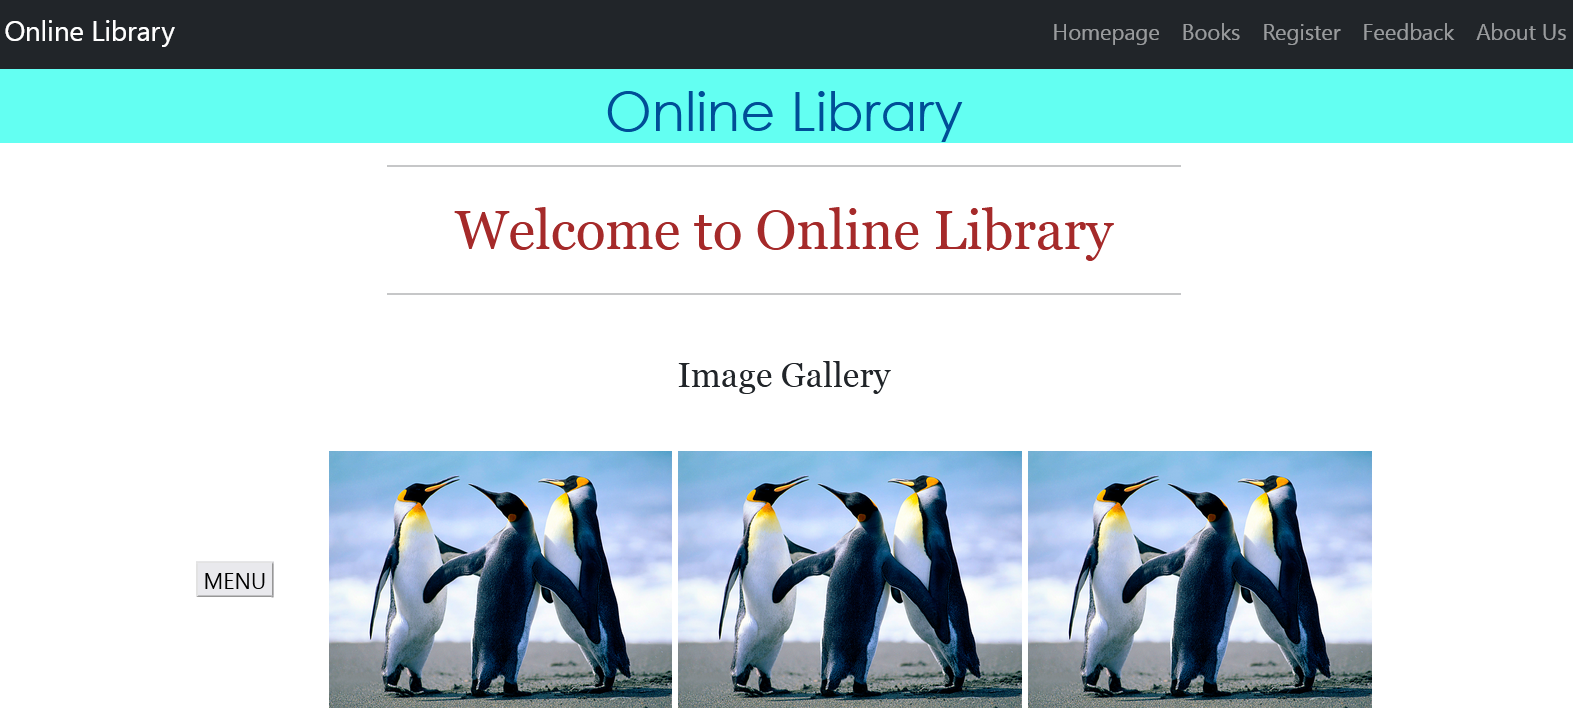 Online Library
Homepage Books Register Feedback About Us
Online Library
Welcome to Online Library
Image Gallery
MENU